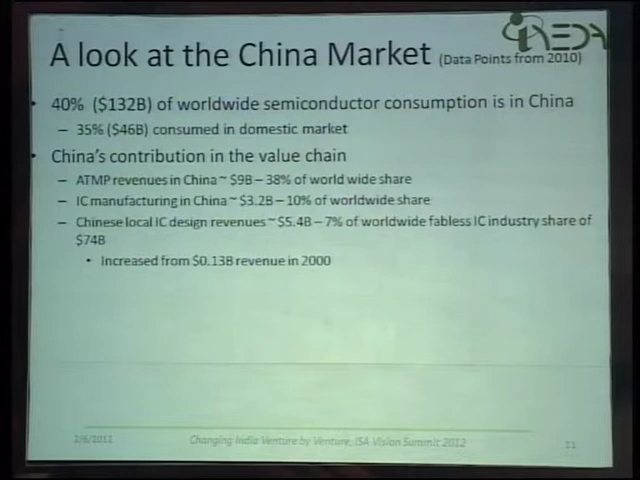 A look at the China Market (Data Points from 2010)
• 40% ($132B) of worldwide semiconductor consumption is in China
– 35% ($46B) consumed in domestic market
• China's contribution in the value chain
– ATMP revenues in China ~ $9B – 38% of world wide share
– IC manufacturing in China ~ $3.2B – 10% of worldwide share
– Chinese local IC design revenues ~ $5.4B – 7% of worldwide fabless IC industry share of
$74B
• Increased from $0.13B revenue in 2000
2/6/2012 Changing India Venture by Venture, ISA Vision Summit 2012